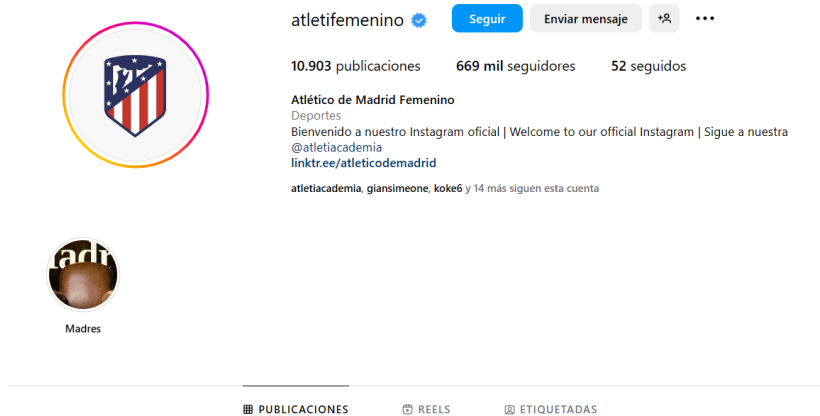 atletifemenino
Seguir
Enviar mensaje
10.903 publicaciones 669 mil seguidores 52 seguidos
Atlético de Madrid Femenino
Deportes
Bienvenido a nuestro Instagram oficial | Welcome to our official Instagram | Sigue a nuestra
@atletiacademia
linktr.ee/atleticodemadrid
atletiacademia, giansimeone, koke6 y 14 más siguen esta cuenta
adr
Madres
PUBLICACIONES REELS ETIQUETADAS